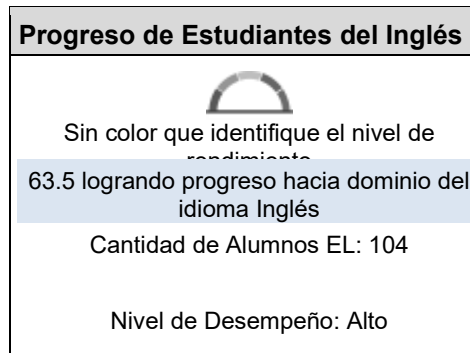 Progreso de Estudiantes del Inglés
Sin color que identifique el nivel de
rendimiento
63.5 logrando progreso hacia dominio del
idioma Inglés
Cantidad de Alumnos EL: 104
Nivel de Desempeño: Alto